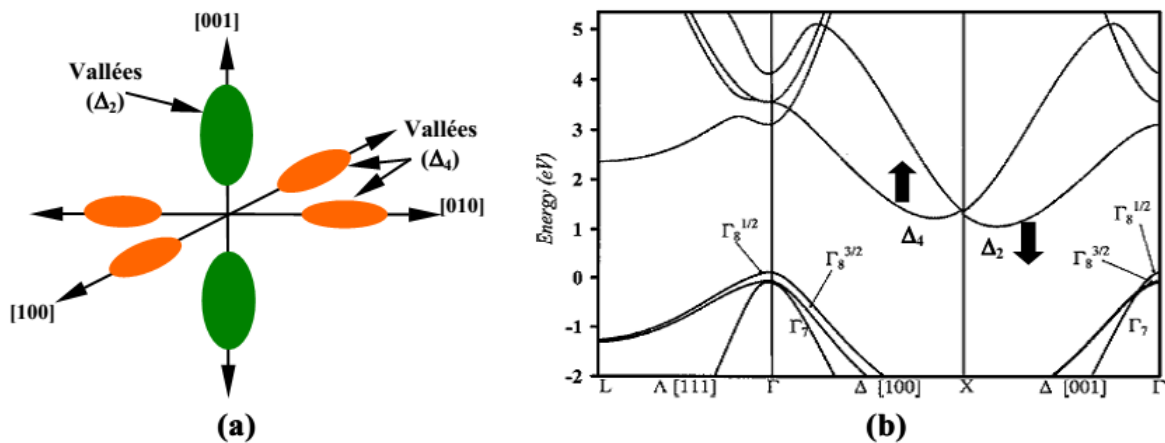 [001]
Vallées
(Δ₂)
Vallées
(Δ₄)
[010]
[100]
(a)
Energy (eV)
5
4
3
2
1
0
-1
-2
Γ₈^{1/2}
Γ₈^{3/2}
Γ₇
Δ₄
Δ₂
Γ₈^{1/2}
Γ₈^{3/2}
Γ₇
L Λ [111] Γ Δ [100] X Δ [001] Γ
(b)